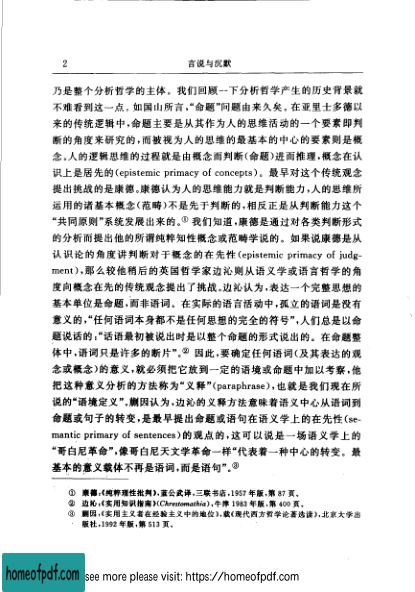 2
言说与沉默
乃是整个分析哲学的主体。我们回顾一下分析哲学产生的历史背景就
不难看到这一点。如国山所言,“命题”问题由来久矣。在亚里士多德以
来的传统逻辑中,命题主要是从其作为人的思维活动的一个要素即判
断的角度来研究的,而被视为人的思维的最基本的中心的要素则是概
念。人的逻辑思维的过程就是由概念而判断(命题)进而推理,概念在认
识上是居先的(epistemic primacy of concepts)。最早对这个传统观念
提出挑战的是康德。康德认为人的思维能力就是判断能力,人的思维所
运用的诸基本概念(范畴)不是先于判断的,相反正是从判断能力这个
“共同原则”系统发展出来的。① 我们知道,康德是通过对各类判断形式
的分析而提出他的所谓纯粹知性概念或范畴学说的。如果说康德是从
认识论的角度讲判断对于概念的在先性(epistemic primacy of judg-
ment),那么较他稍后的英国哲学家边沁则从语义学或语言哲学的角
度向概念在先的传统观念提出了挑战。边沁认为,表达一个完整思想的
基本单位是命题,而非语词。在实际的语言活动中,孤立的语词是没有
意义的,“任何语词本身都不是任何思想的完全的符号”,人们总是以命
题说话的;“话语最初被说出时是以整个命题的形式说出的。在命题整
体中,语词只是许多的断片”。② 因此,要确定任何语词(及其表达的观
念或概念)的意义,就必须把它放到一定的语境或命题中加以考察,他
把这种意义分析的方法称为“义释”(paraphrase),也就是我们现在所
说的“语境定义”。蒯因认为,边沁的义释方法意味着语义中心从语词到
命题或句子的转变,是最早提出命题或语句在语义学上的在先性(se-
mantic primary of sentences)的观点的,这可以说是一场语义学上的
“哥白尼革命”,像哥白尼天文学革命一样“代表着一种中心的转变。最
基本的意义载体不再是语词,而是语句”。③
① 康德:《纯粹理性批判》,蓝公武译,三联书店,1957 年版,第 87 页。
② 边沁:《实用知识指南》(Chrestomathia),牛津 1983 年版,第 400 页。
③ 蒯因:《实用主义者在经验主义中的地位》,载《现代西方哲学论著选读》,北京大学出
版社,1992 年版,第 513 页。
homeofpdf.com
see more please visit: https://homeofpdf.com